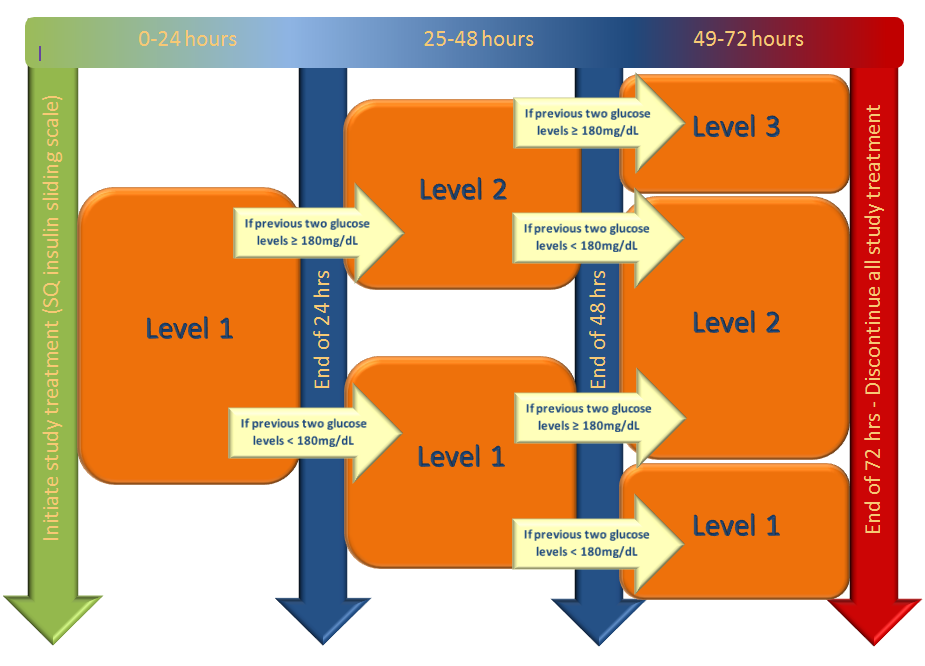 0-24 hours
25-48 hours
49-72 hours
Initiate study treatment (SQ insulin sliding scale)
Level 1
If previous two glucose
levels ≥ 180mg/dL
If previous two glucose
levels < 180mg/dL
End of 24 hrs
Level 2
Level 1
If previous two glucose
levels ≥ 180mg/dL
If previous two glucose
levels < 180mg/dL
If previous two glucose
levels ≥ 180mg/dL
If previous two glucose
levels < 180mg/dL
End of 48 hrs
Level 3
Level 2
Level 1
End of 72 hrs - Discontinue all study treatment